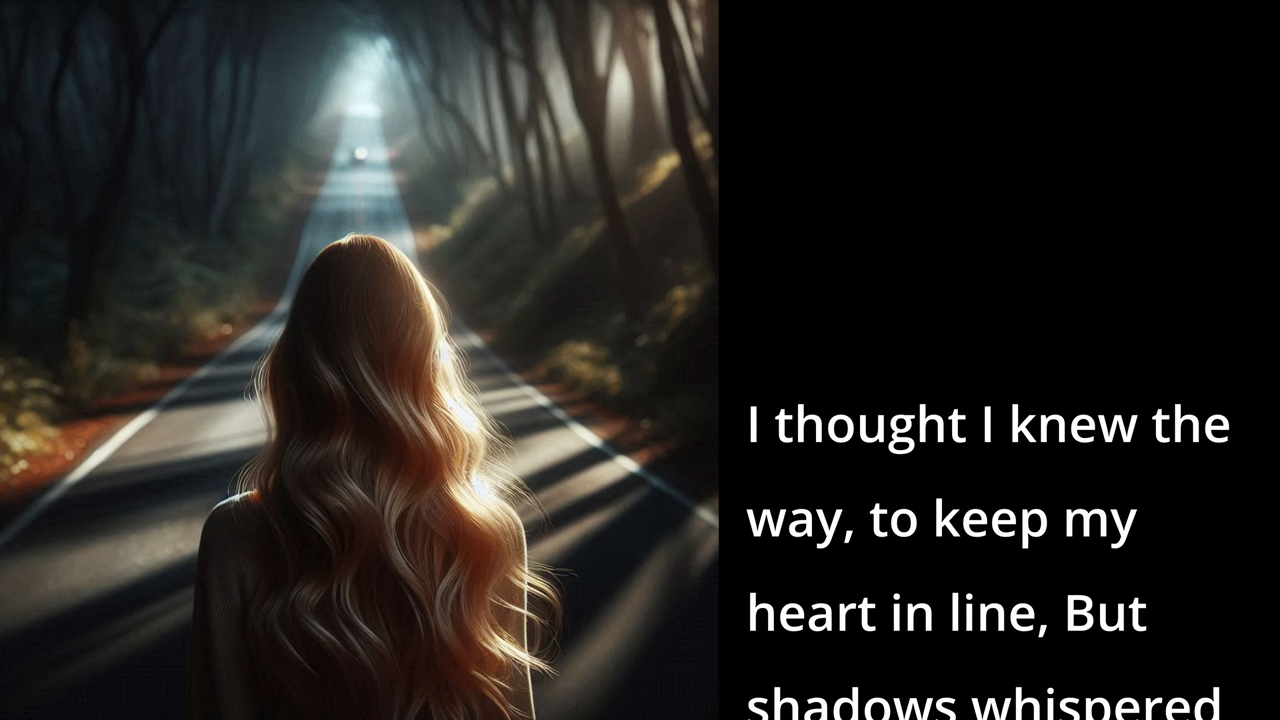 I thought I knew the
way, to keep my
heart in line, But
shadows whispered